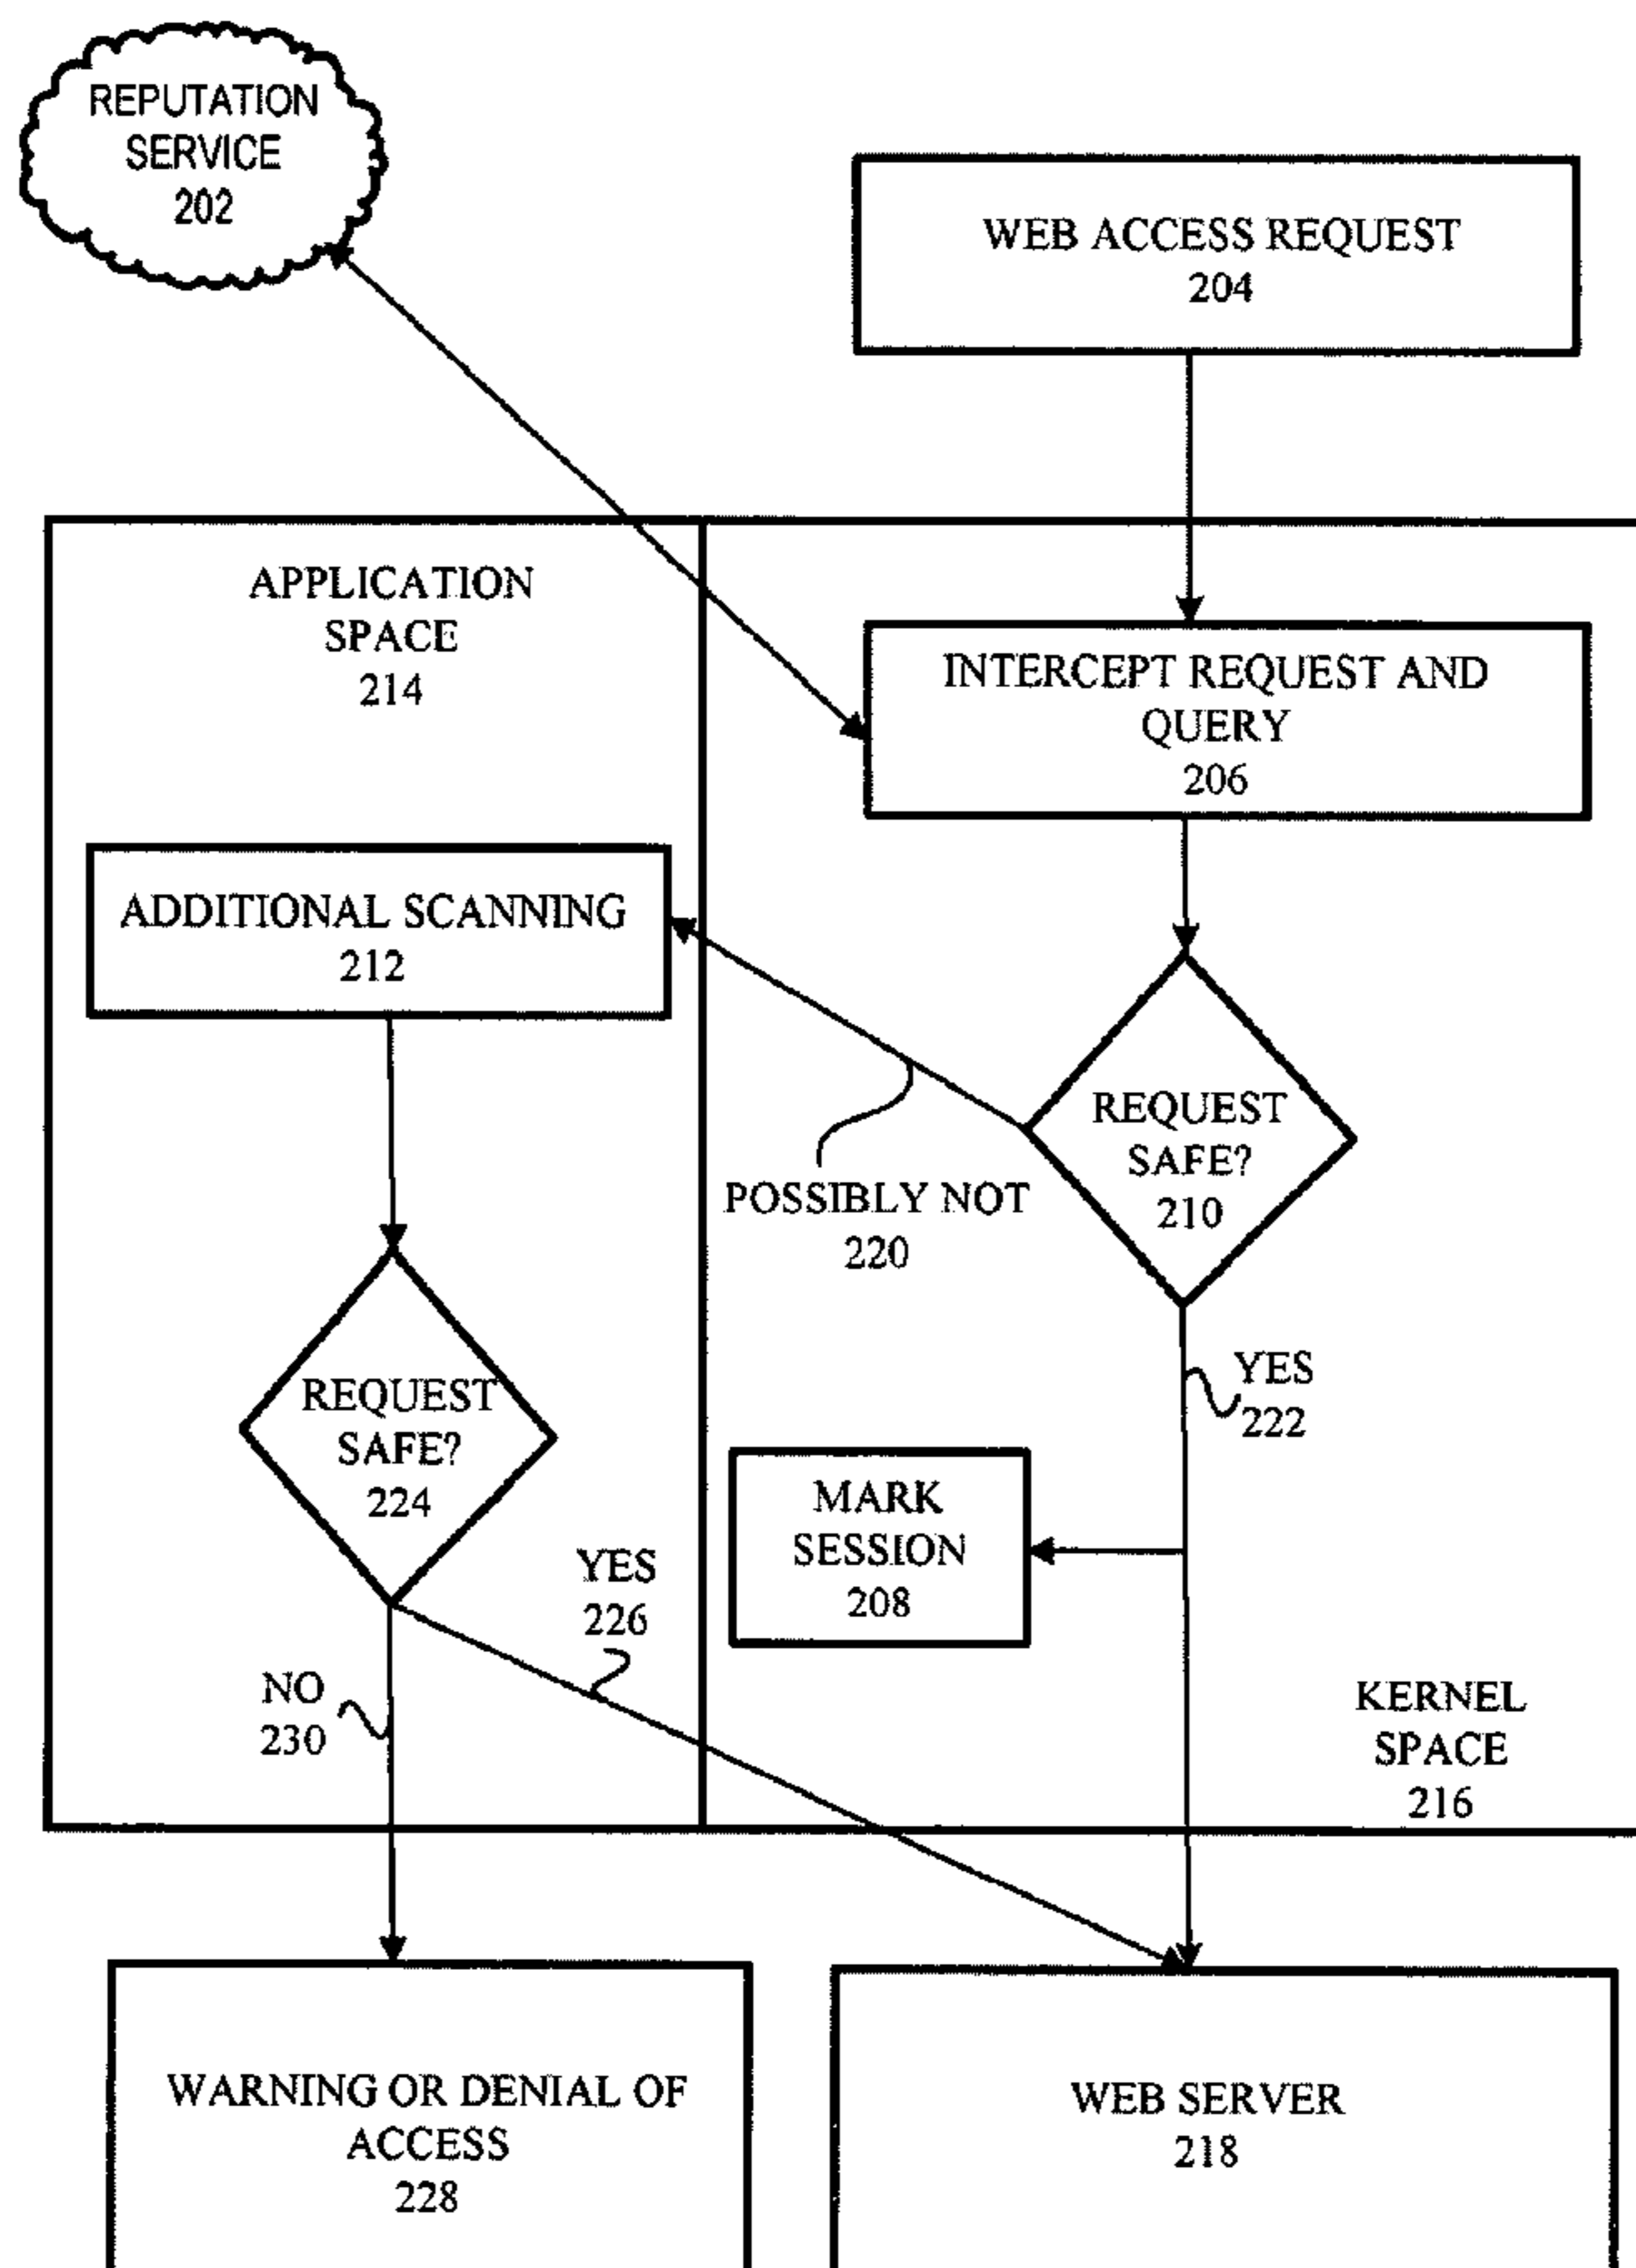 REPUTATION
SERVICE
202
WEB ACCESS REQUEST
204
APPLICATION
SPACE
214
INTERCEPT REQUEST AND
QUERY
206
ADDITIONAL SCANNING
212
REQUEST
SAFE?
210
POSSIBLY NOT
220
REQUEST
SAFE?
224
YES
222
MARK
SESSION
208
YES
226
NO
230
KERNEL
SPACE
216
WARNING OR DENIAL OF
ACCESS
228
WEB SERVER
218